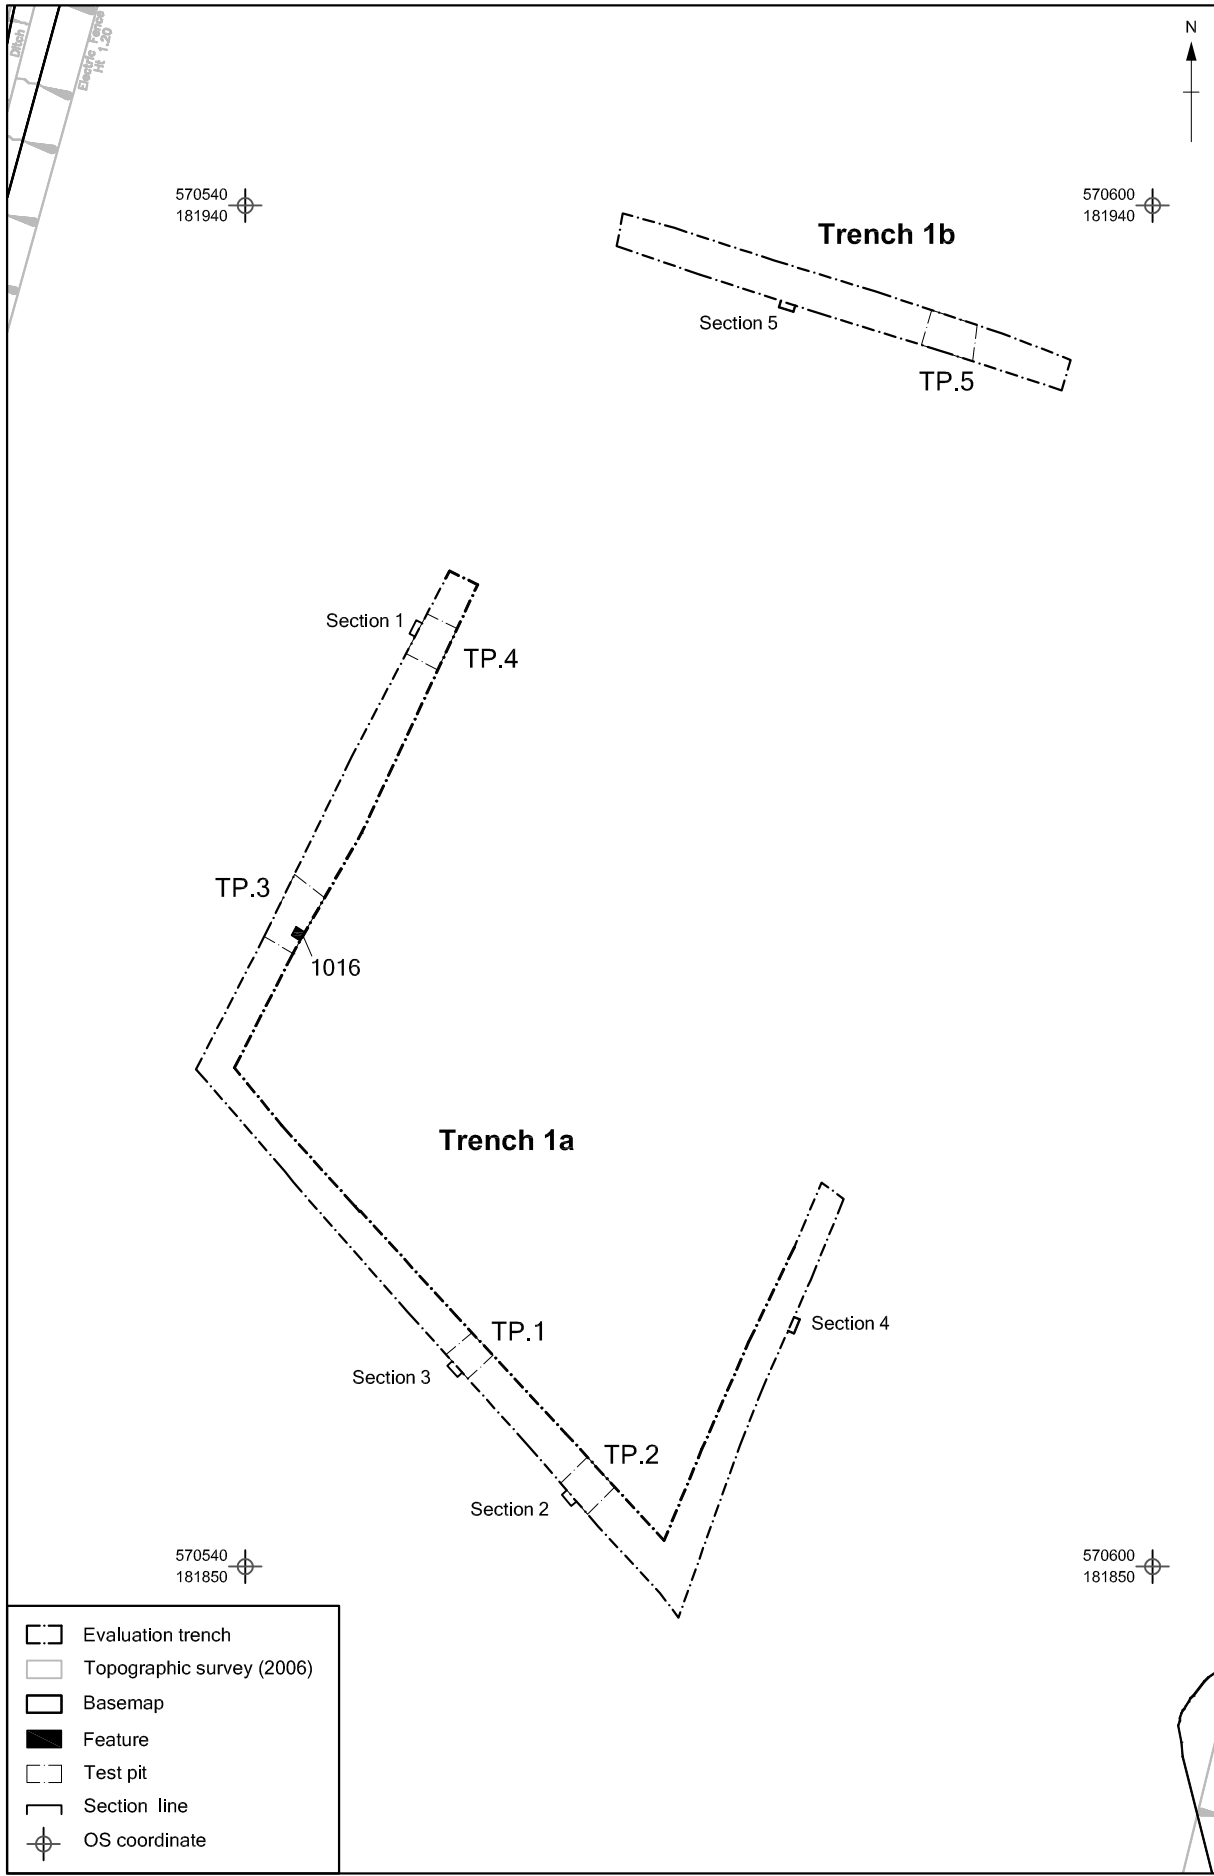 Ditch
Electric Fence
Ht 1.20
N
570540
181940
570600
181940
Trench 1b
Section 5
TP.5
Section 1
TP.4
TP.3
1016
Trench 1a
Section 4
TP.1
Section 3
TP.2
Section 2
570540
181850
570600
181850
Evaluation trench
Topographic survey (2006)
Basemap
Feature
Test pit
Section line
OS coordinate